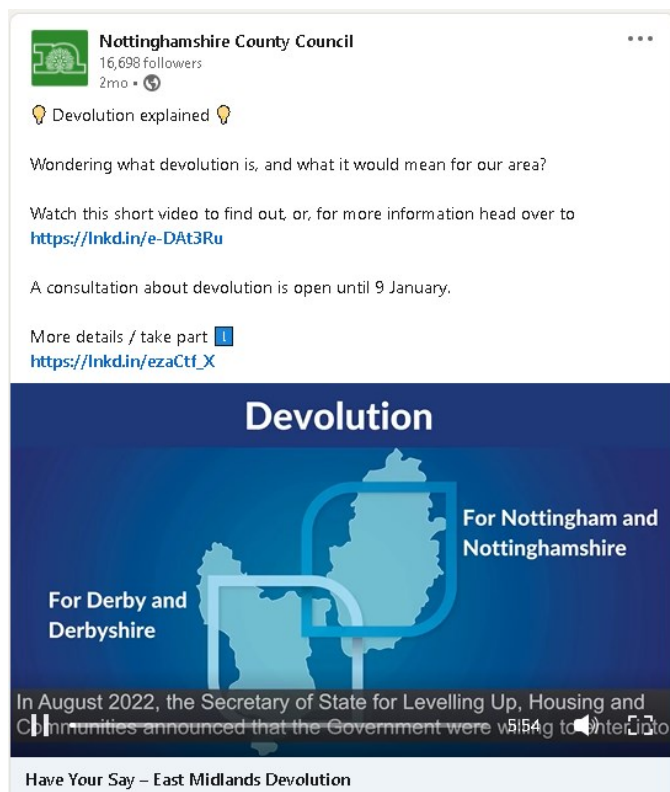 Nottinghamshire County Council
16,698 followers
2mo •
💡 Devolution explained 💡
Wondering what devolution is, and what it would mean for our area?
Watch this short video to find out, or, for more information head over to
https://lnkd.in/e-DAt3Ru
A consultation about devolution is open until 9 January.
More details / take part
https://lnkd.in/ezaCtf_X
Devolution
For Nottingham and
Nottinghamshire
For Derby and
Derbyshire
In August 2022, the Secretary of State for Levelling Up, Housing and
Communities announced that the Government were willing to enter into
5:54
Have Your Say – East Midlands Devolution